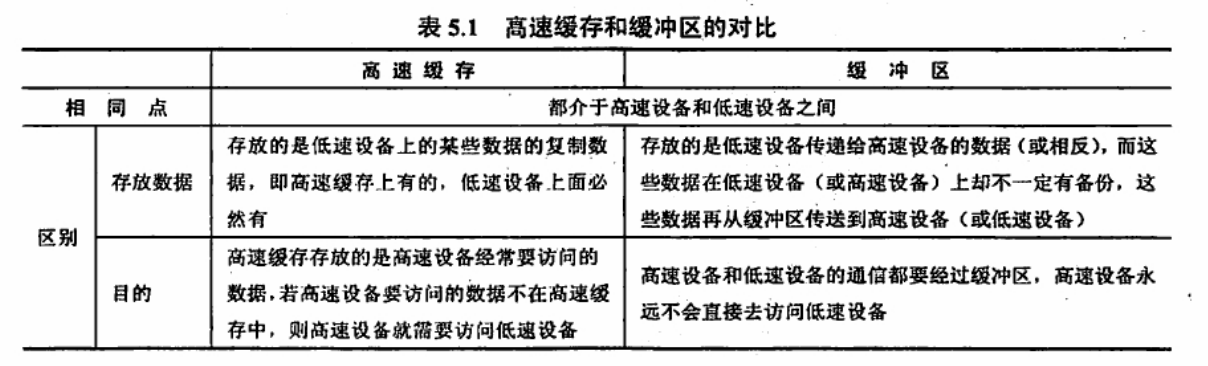 表 5.1 高速缓存和缓冲区的对比
高速缓存
缓冲区
相同点
都介于高速设备和低速设备之间
区别
存放数据
存放的是低速设备上的某些数据的复制数
据，即高速缓存上有的，低速设备上面必
然有
存放的是低速设备传递给高速设备的数据（或相反），而这
些数据在低速设备（或高速设备）上却不一定有备份，这
些数据再从缓冲区传送到高速设备（或低速设备）
目的
高速缓存存放的是高速设备经常要访问的
数据，若高速设备要访问的数据不在高速缓
存中，则高速设备就需要访问低速设备
高速设备和低速设备的通信都要经过缓冲区，高速设备永
远不会直接去访问低速设备